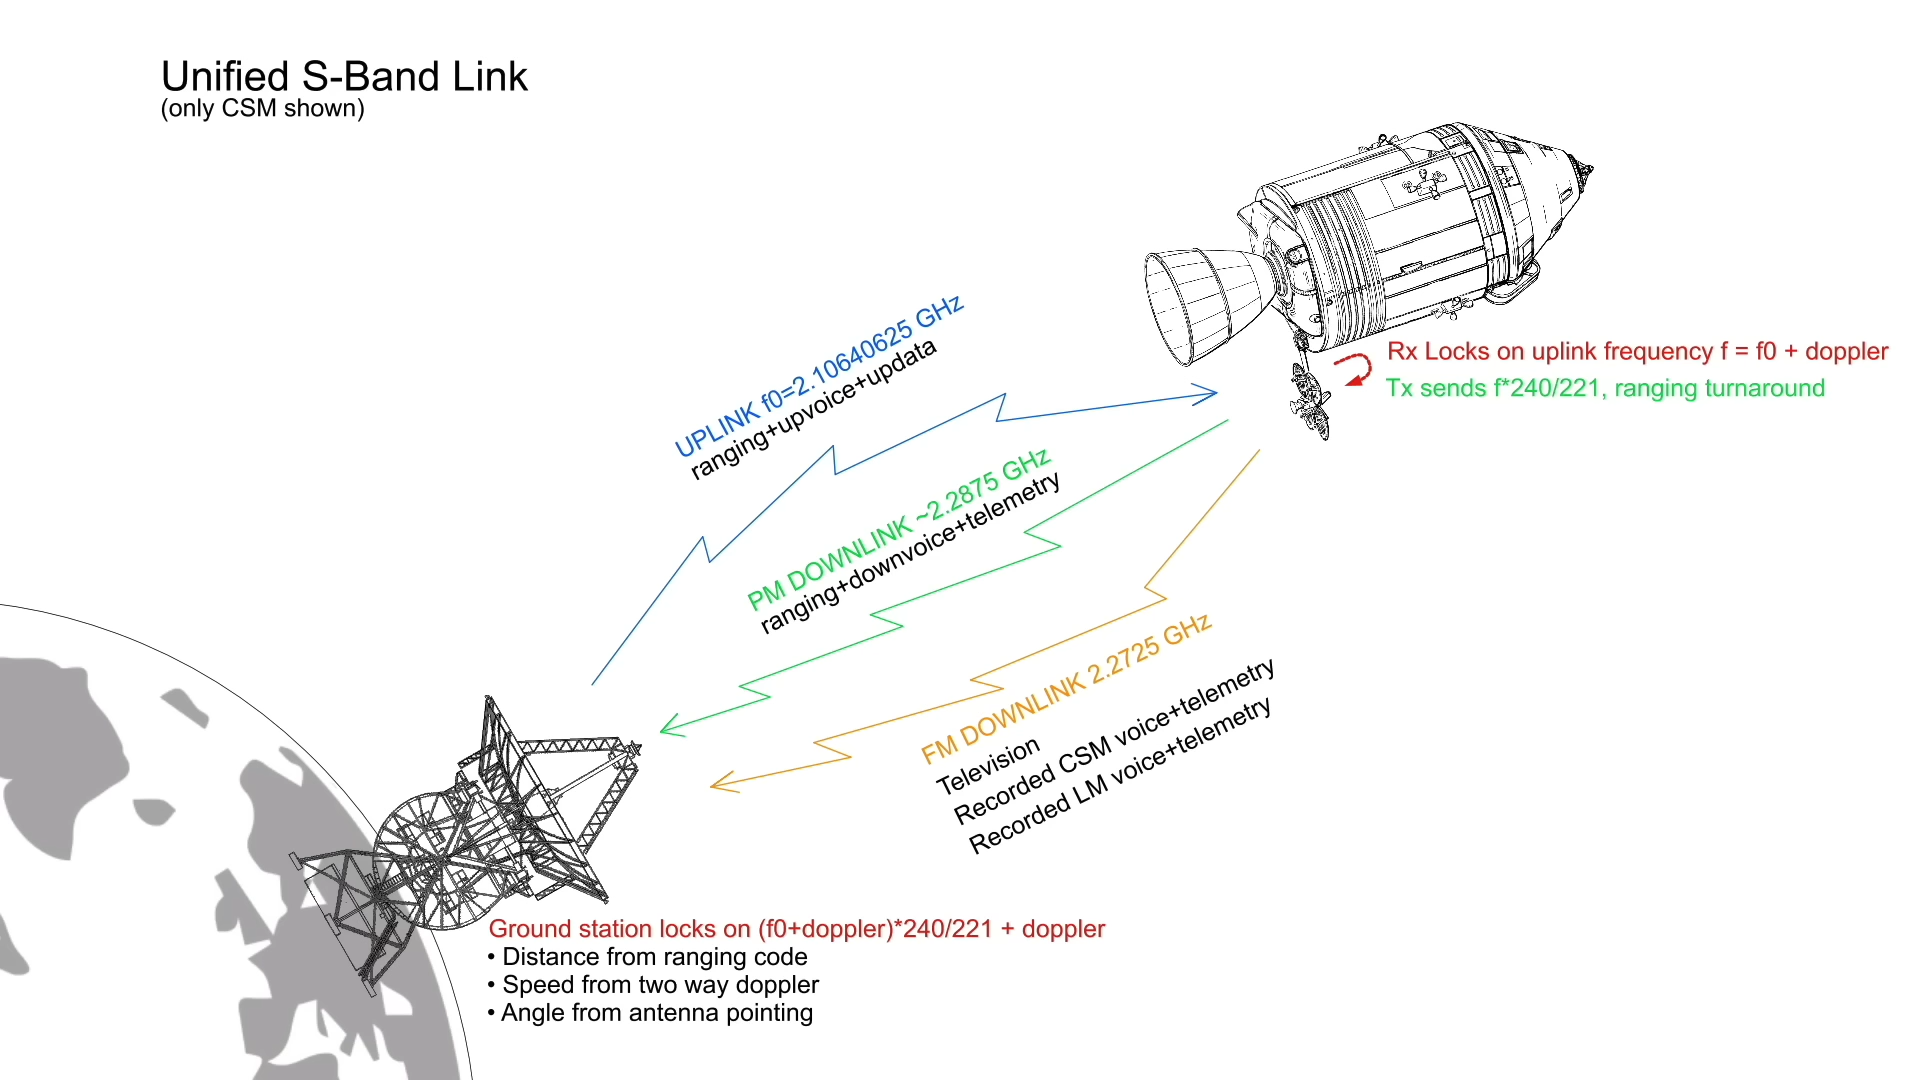 Unified S-Band Link
(only CSM shown)
UPLINK f0=2.10640625 GHz
ranging+upvoice+updata
Rx Locks on uplink frequency f = f0 + doppler
Tx sends f*240/221, ranging turnaround
PM DOWNLINK ~2.2875 GHz
ranging+downvoice+telemetry
FM DOWNLINK 2.2725 GHz
Television
Recorded CSM voice+telemetry
Recorded LM voice+telemetry
Ground station locks on (f0+doppler)*240/221 + doppler
• Distance from ranging code
• Speed from two way doppler
• Angle from antenna pointing